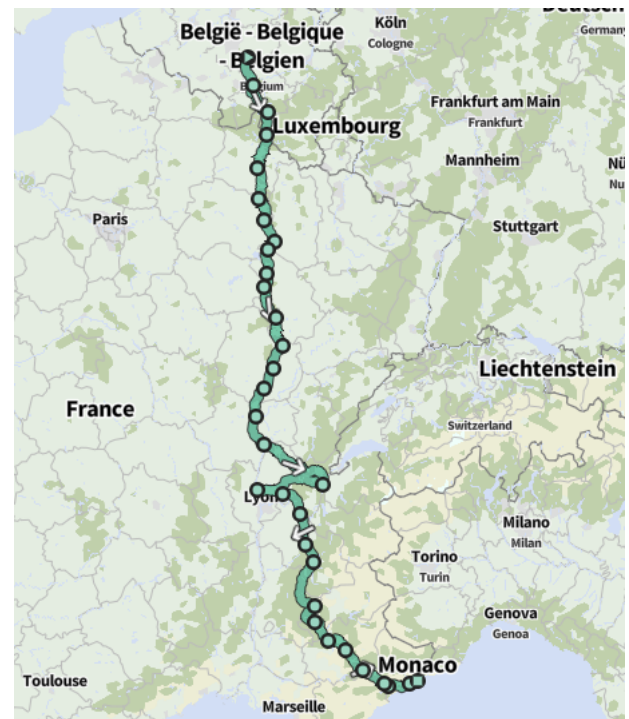 Deutschl
België - Belgique
- Belgien
Belgium
Köln
Cologne
Germany
Luxembourg
Frankfurt am Main
Frankfurt
Mannheim
Nü
Nu
Paris
Stuttgart
Liechtenstein
France
Switzerland
Lyon
Milano
Milan
Torino
Turin
Genova
Genoa
Monaco
Toulouse
Marseille